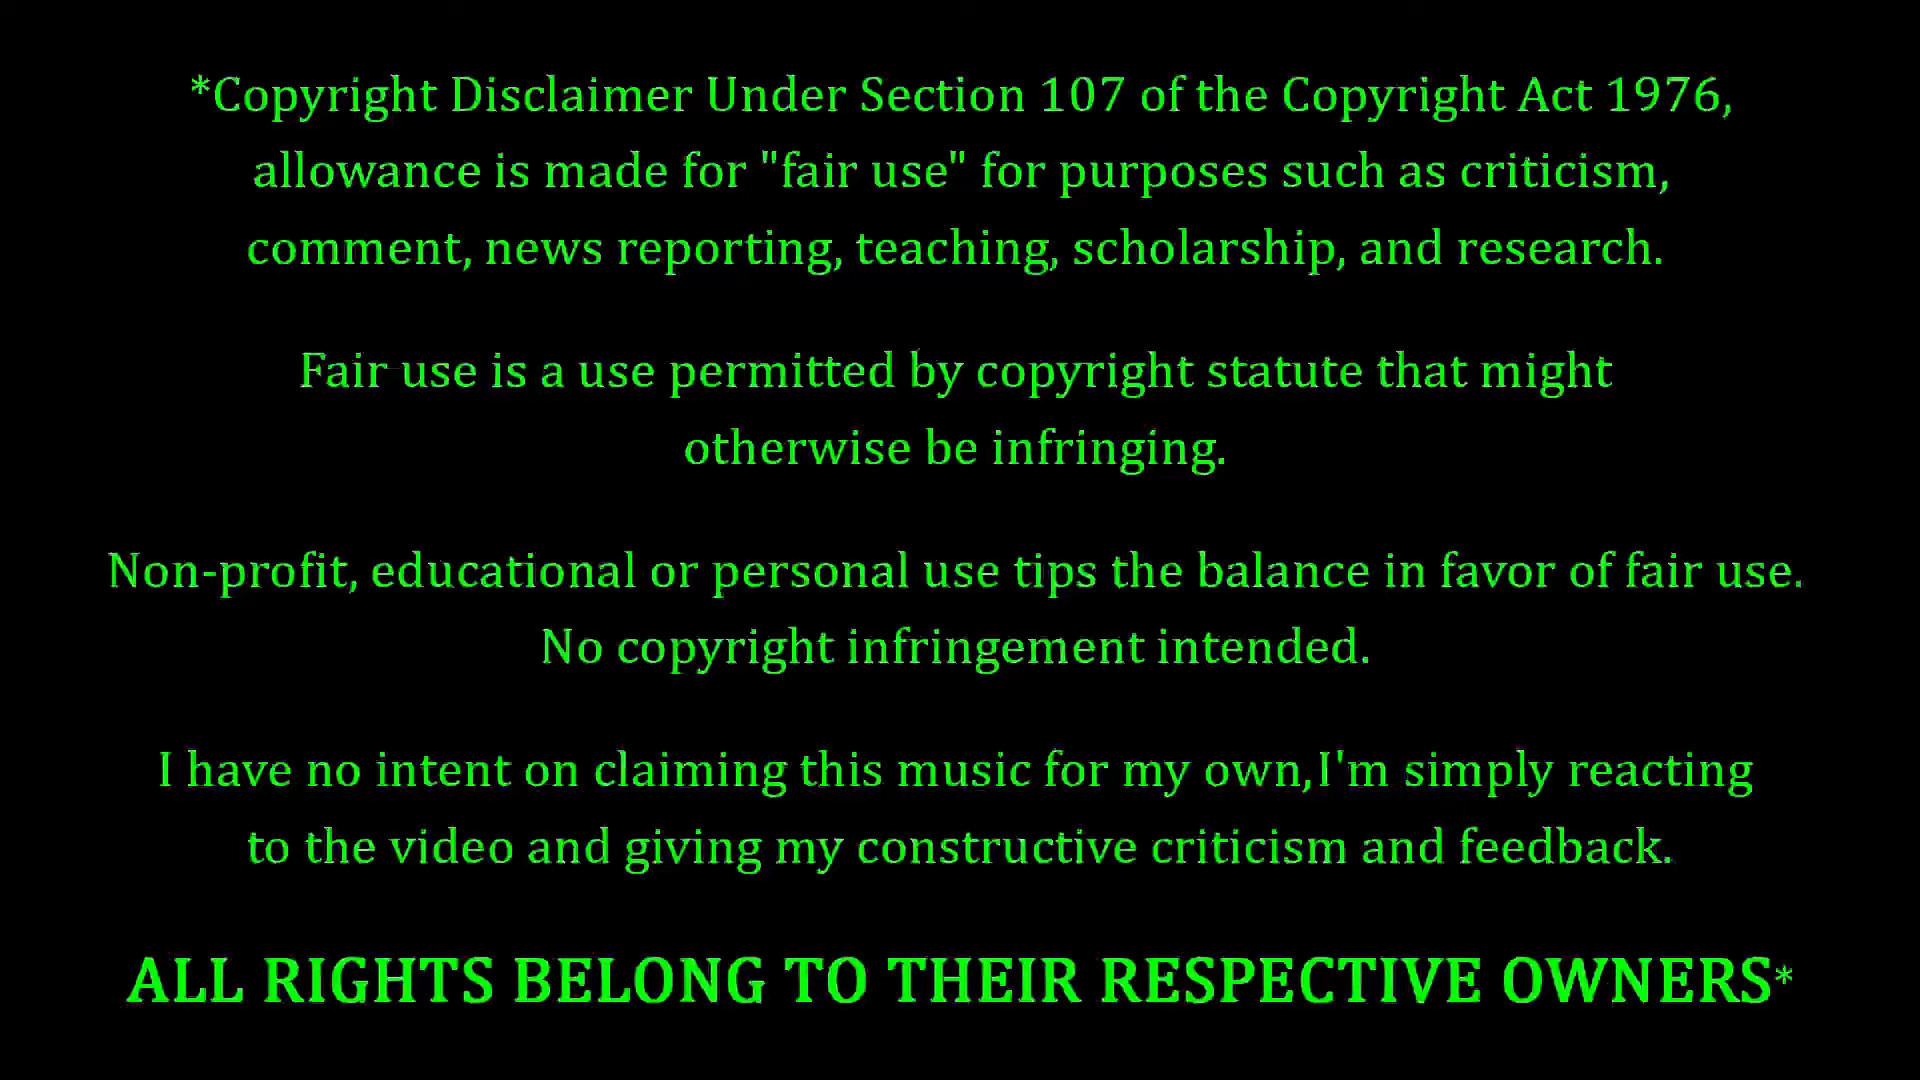 *Copyright Disclaimer Under Section 107 of the Copyright Act 1976,
allowance is made for "fair use" for purposes such as criticism,
comment, news reporting, teaching, scholarship, and research.
Fair use is a use permitted by copyright statute that might
otherwise be infringing.
Non-profit, educational or personal use tips the balance in favor of fair use.
No copyright infringement intended.
I have no intent on claiming this music for my own,I'm simply reacting
to the video and giving my constructive criticism and feedback.
ALL RIGHTS BELONG TO THEIR RESPECTIVE OWNERS*